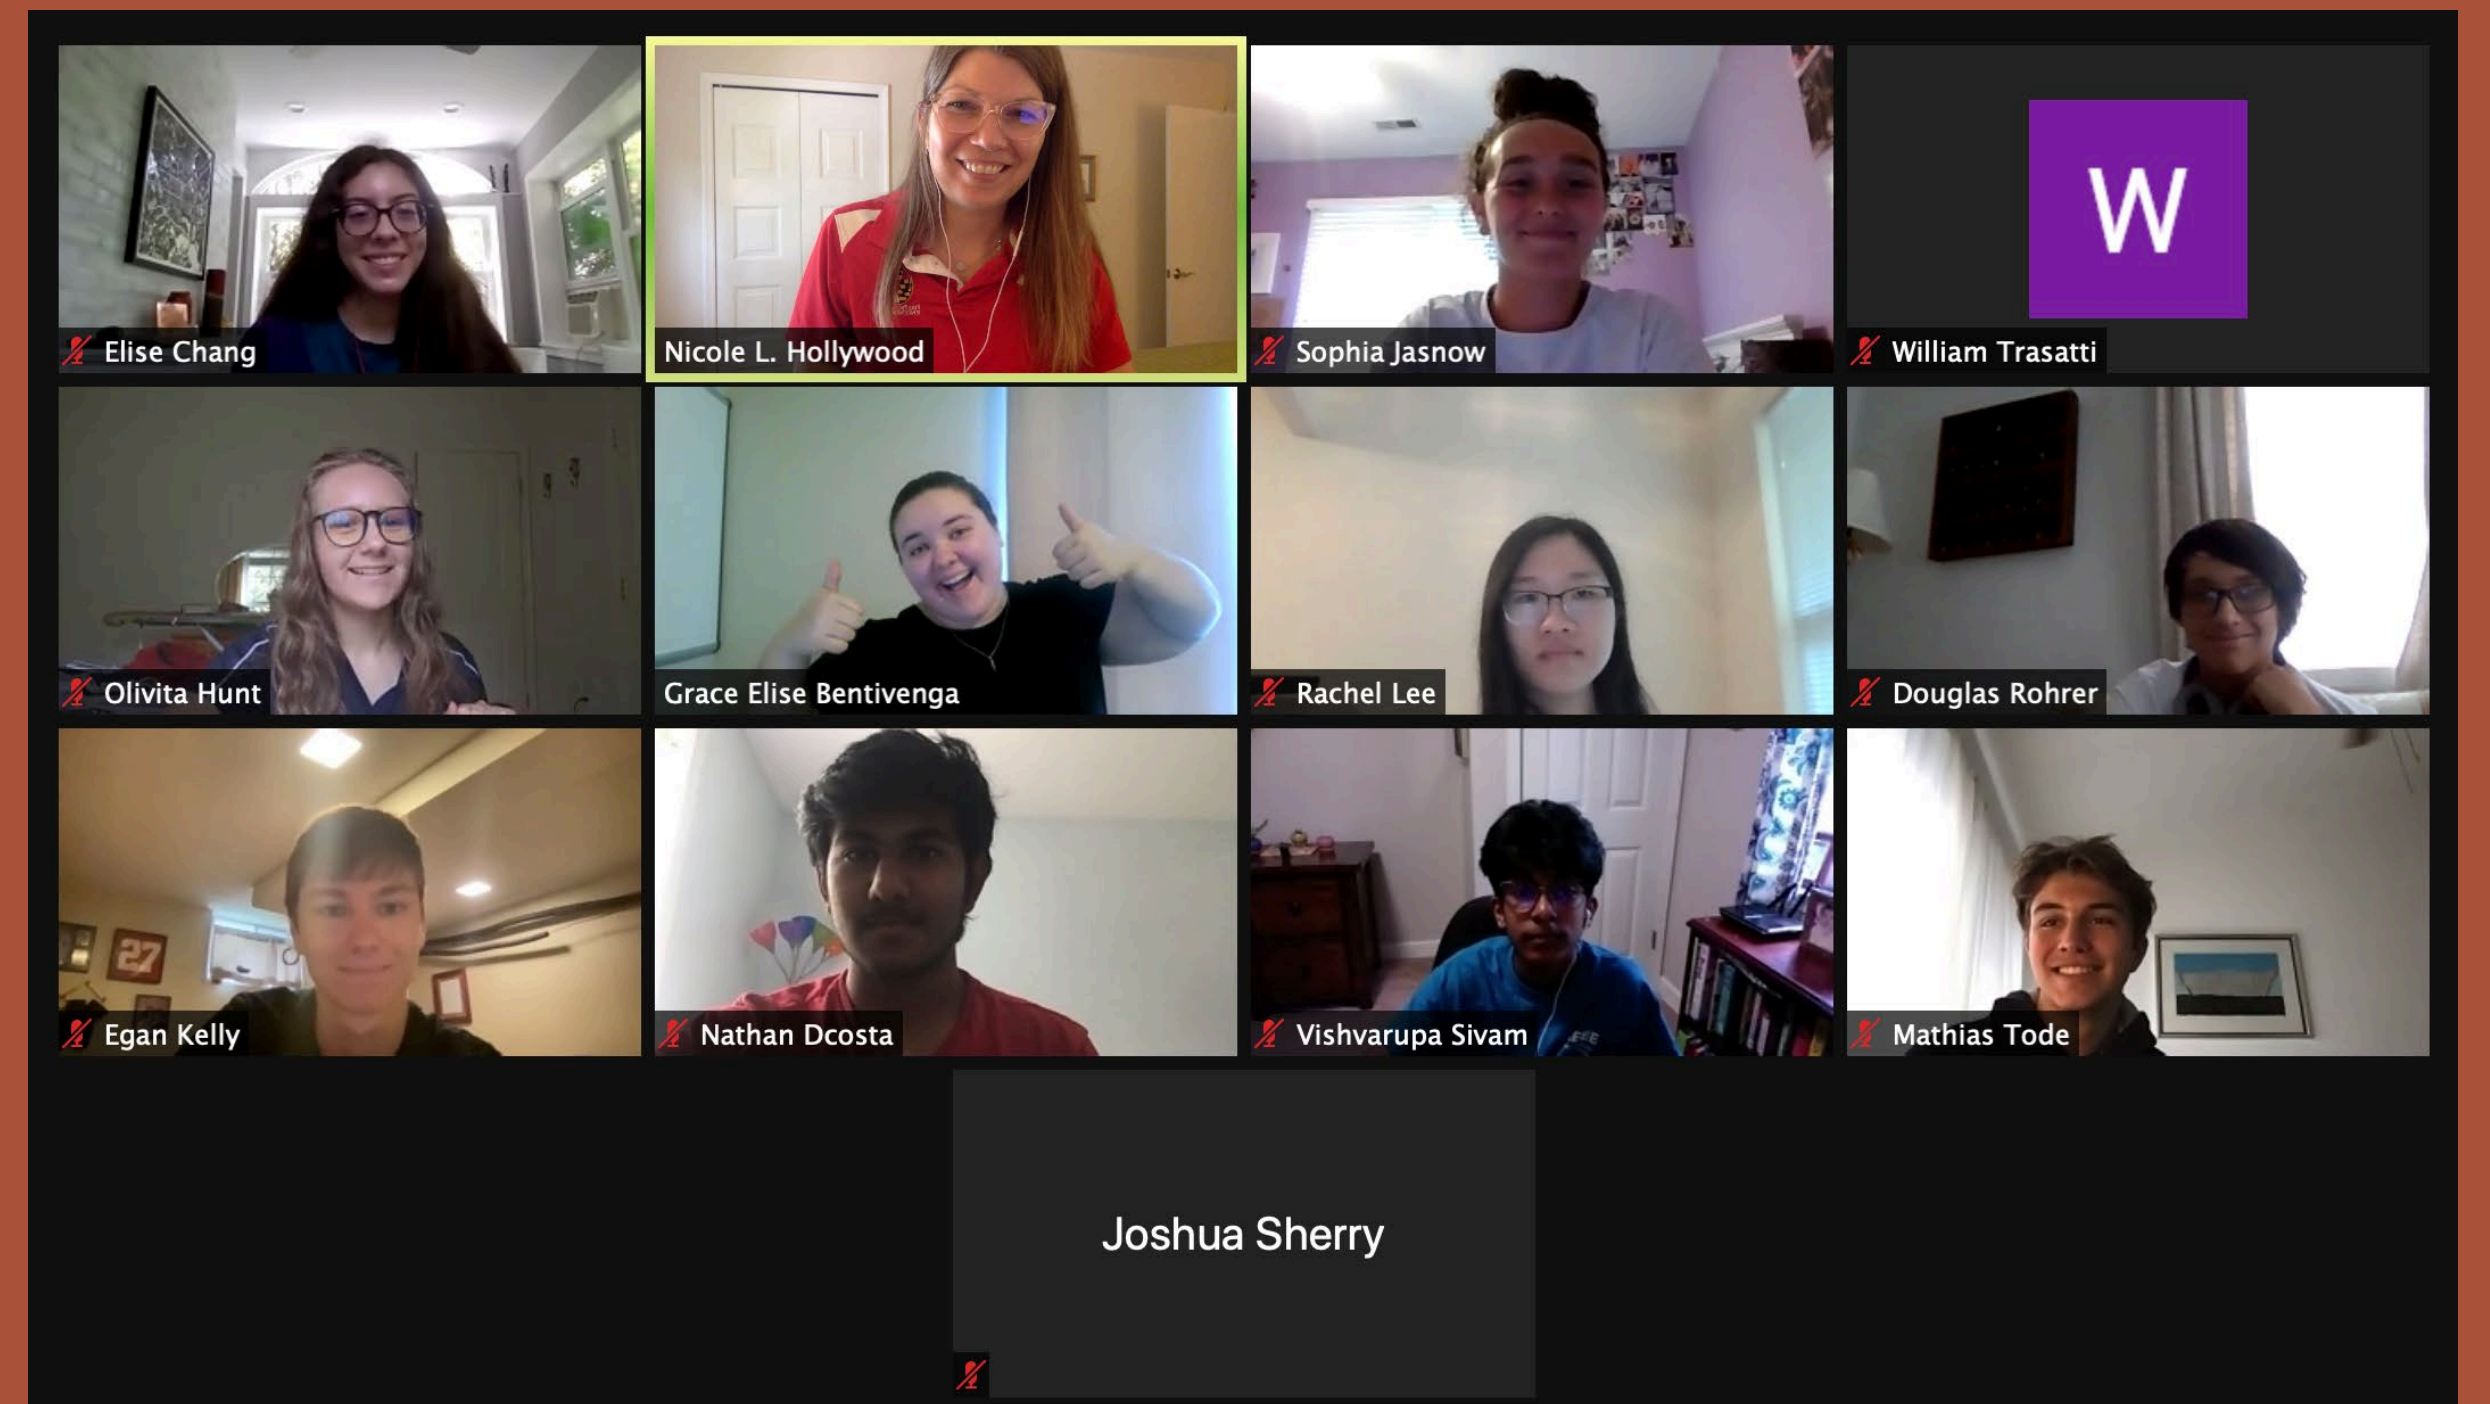 Elise Chang
Nicole L. Hollywood
Sophia Jasnow
W
William Trasatti
Olivita Hunt
Grace Elise Bentivenga
Rachel Lee
Douglas Rohrer
27
Egan Kelly
Nathan Dcosta
Vishvarupa Sivam
Mathias Tode
Joshua Sherry